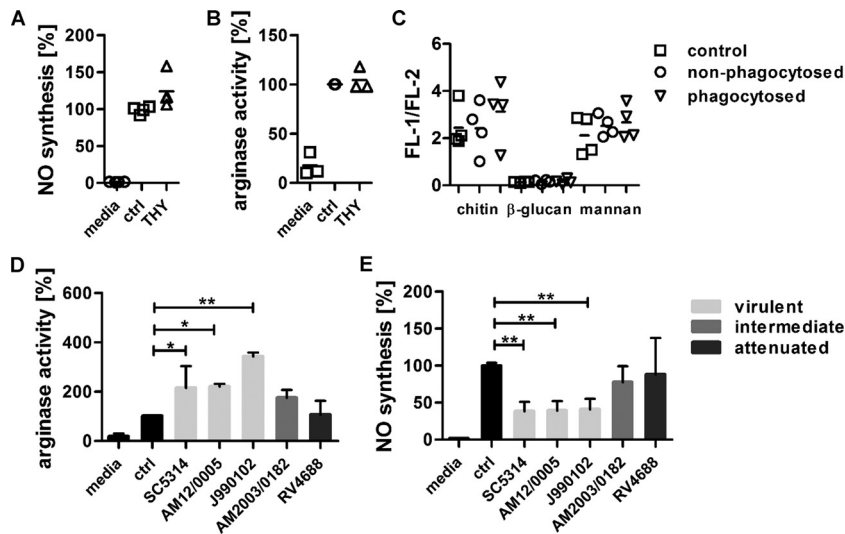 A
NO synthesis [%]
200
150
100
50
0
media
ctrl
THY
B
arginase activity [%]
150
100
50
0
media
ctrl
THY
C
FL-1/FL-2
6
4
2
0
chitin
β-glucan
mannan
control
non-phagocytosed
phagocytosed
D
arginase activity [%]
600
400
200
0
**
*
*
media
ctrl
SC5314
AM12/0005
J990102
AM2003/0182
RV4688
E
NO synthesis [%]
200
150
100
50
0
**
**
**
media
ctrl
SC5314
AM12/0005
J990102
AM2003/0182
RV4688
virulent
intermediate
attenuated